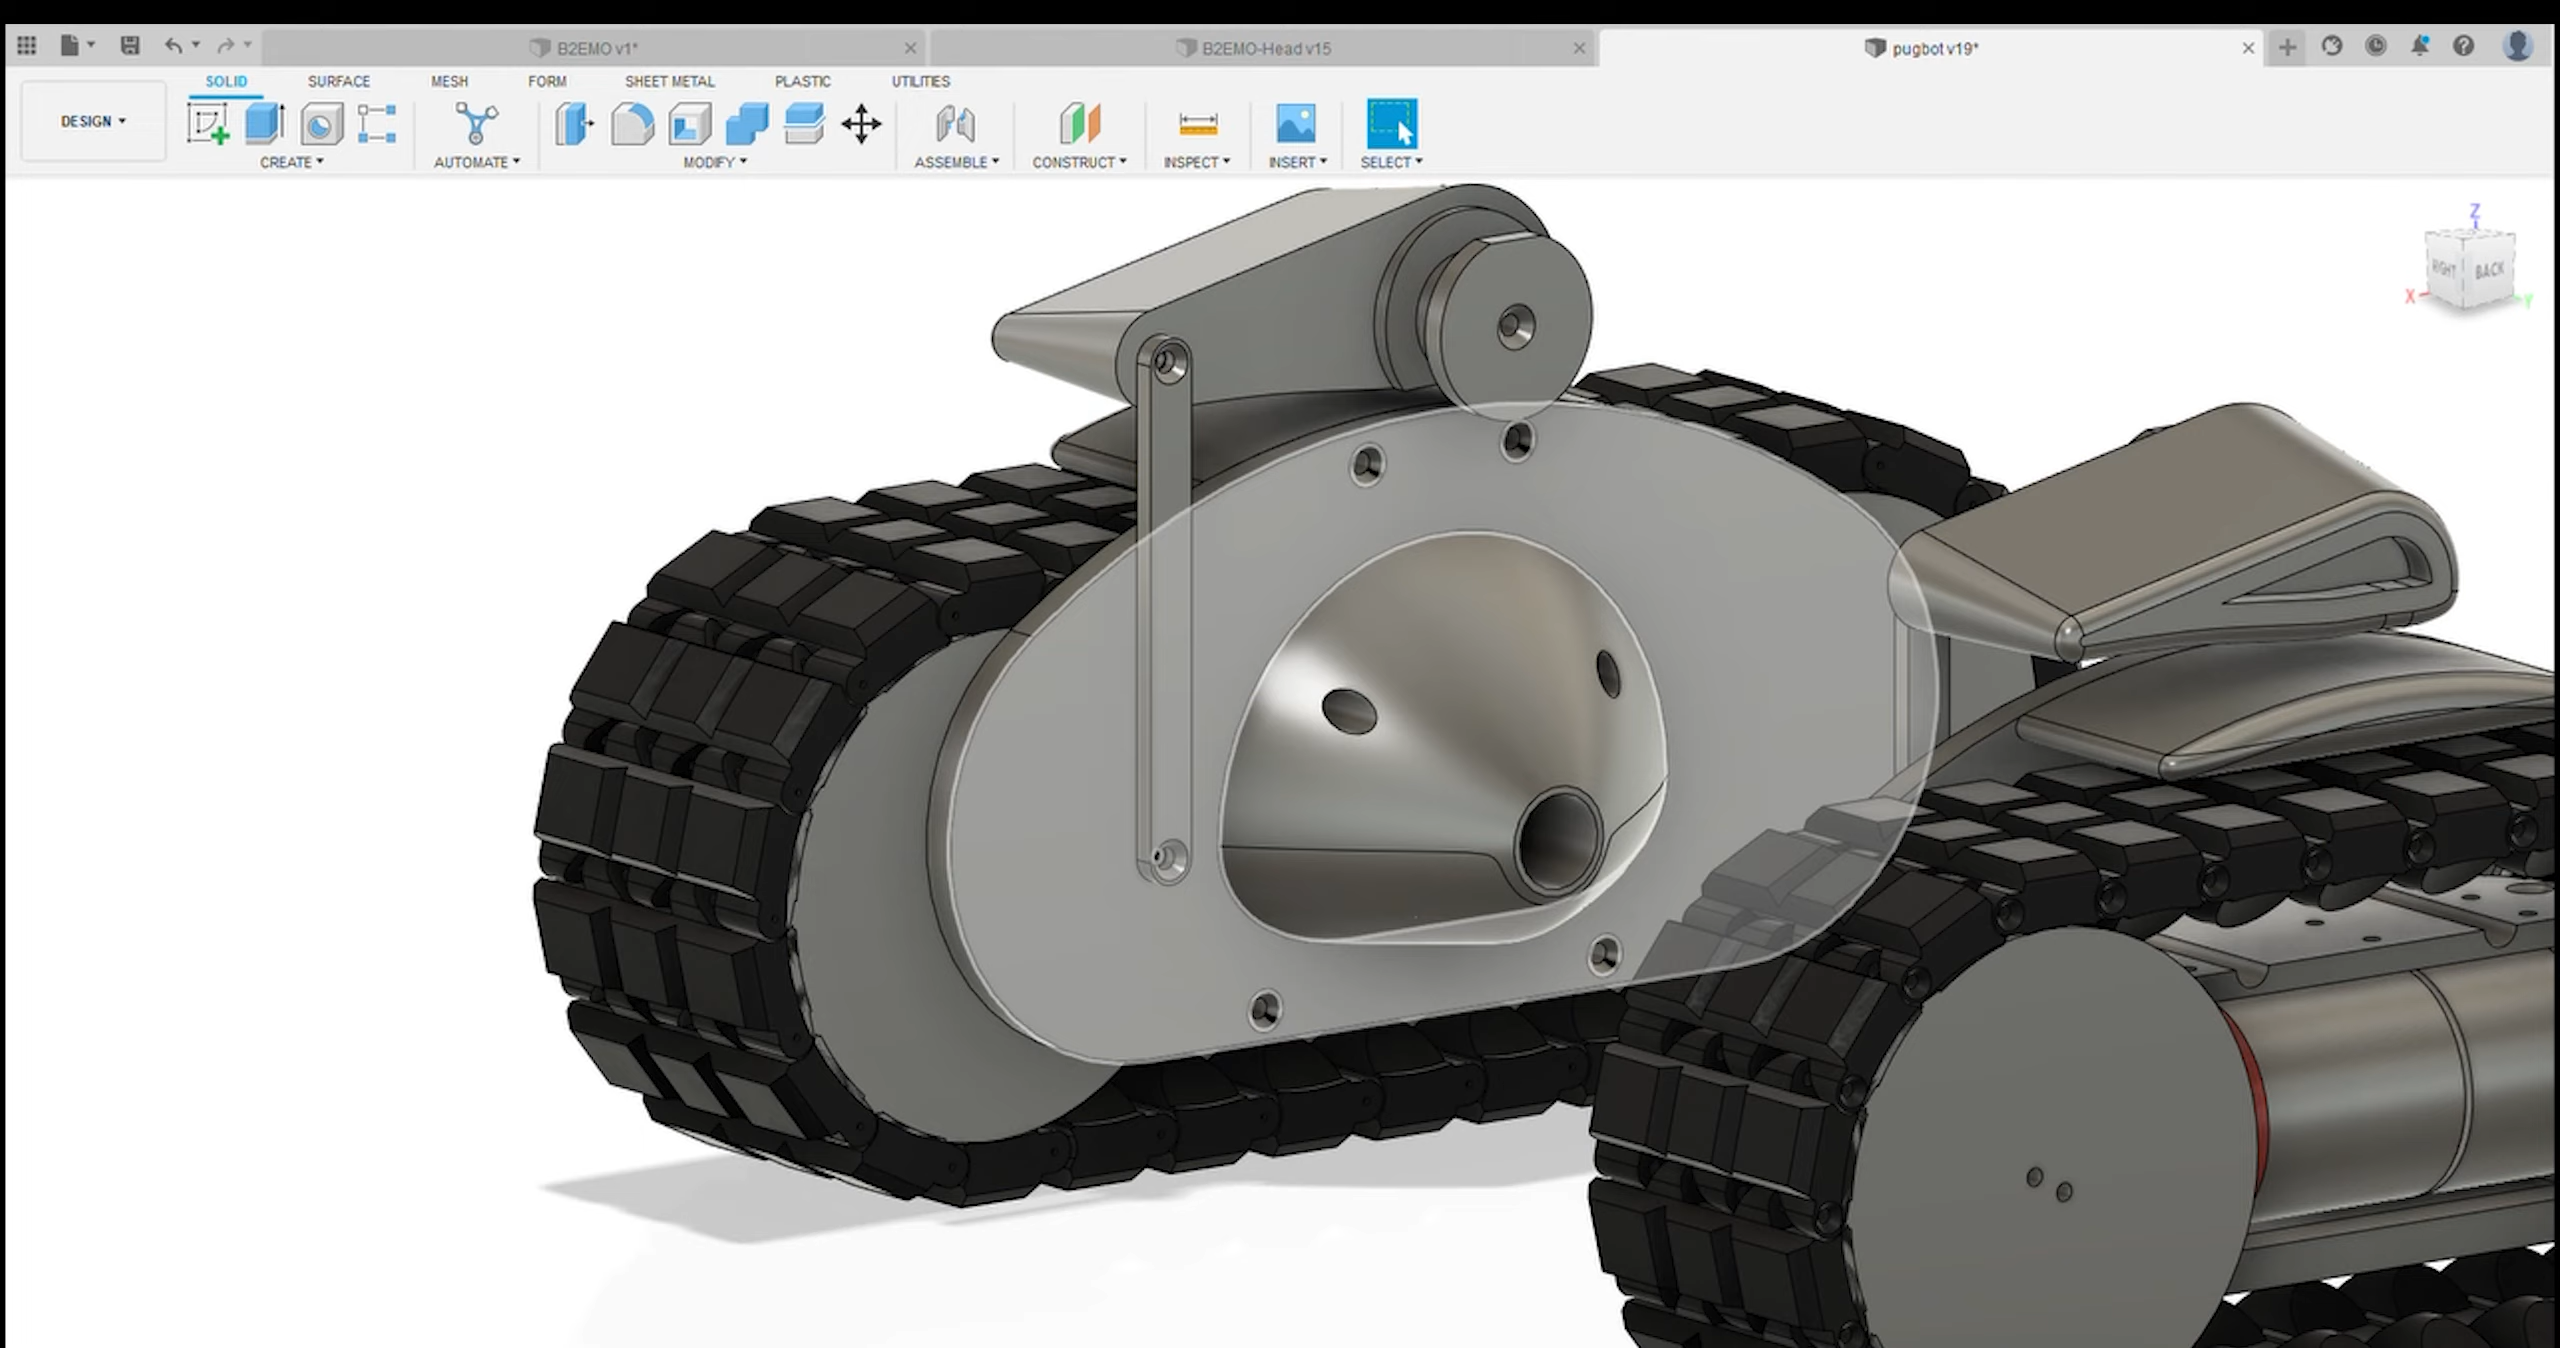 B2EMO v1*
B2EMO-Head v15
pugbot v19*
SOLID
SURFACE
MESH
FORM
SHEET METAL
PLASTIC
UTILITIES
DESIGN
CREATE
AUTOMATE
MODIFY
ASSEMBLE
CONSTRUCT
INSPECT
INSERT
SELECT
Z
RIGHT
BACK
X
Y